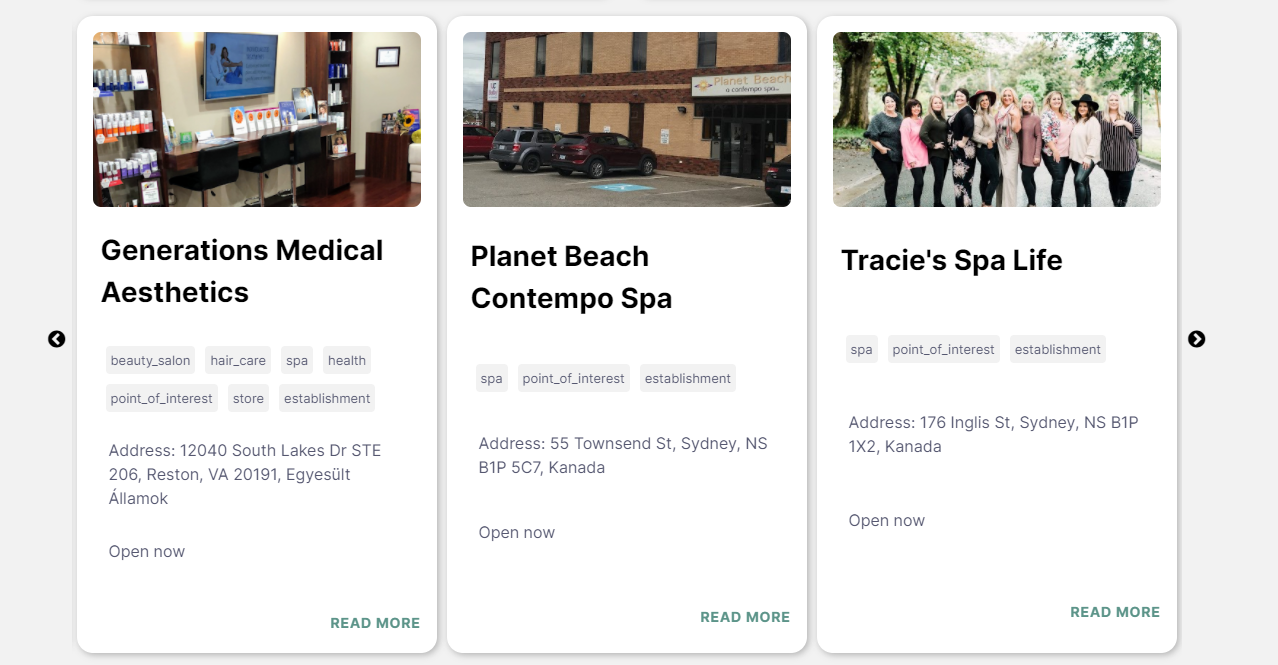 Generations Medical
Aesthetics
beauty_salon hair_care spa health
point_of_interest store establishment
Address: 12040 South Lakes Dr STE
206, Reston, VA 20191, Egyesült
Államok
Open now
READ MORE
Planet Beach
a contempo spa...
Planet Beach
Contempo Spa
spa point_of_interest establishment
Address: 55 Townsend St, Sydney, NS
B1P 5C7, Kanada
Open now
READ MORE
Tracie's Spa Life
spa point_of_interest establishment
Address: 176 Inglis St, Sydney, NS B1P
1X2, Kanada
Open now
READ MORE